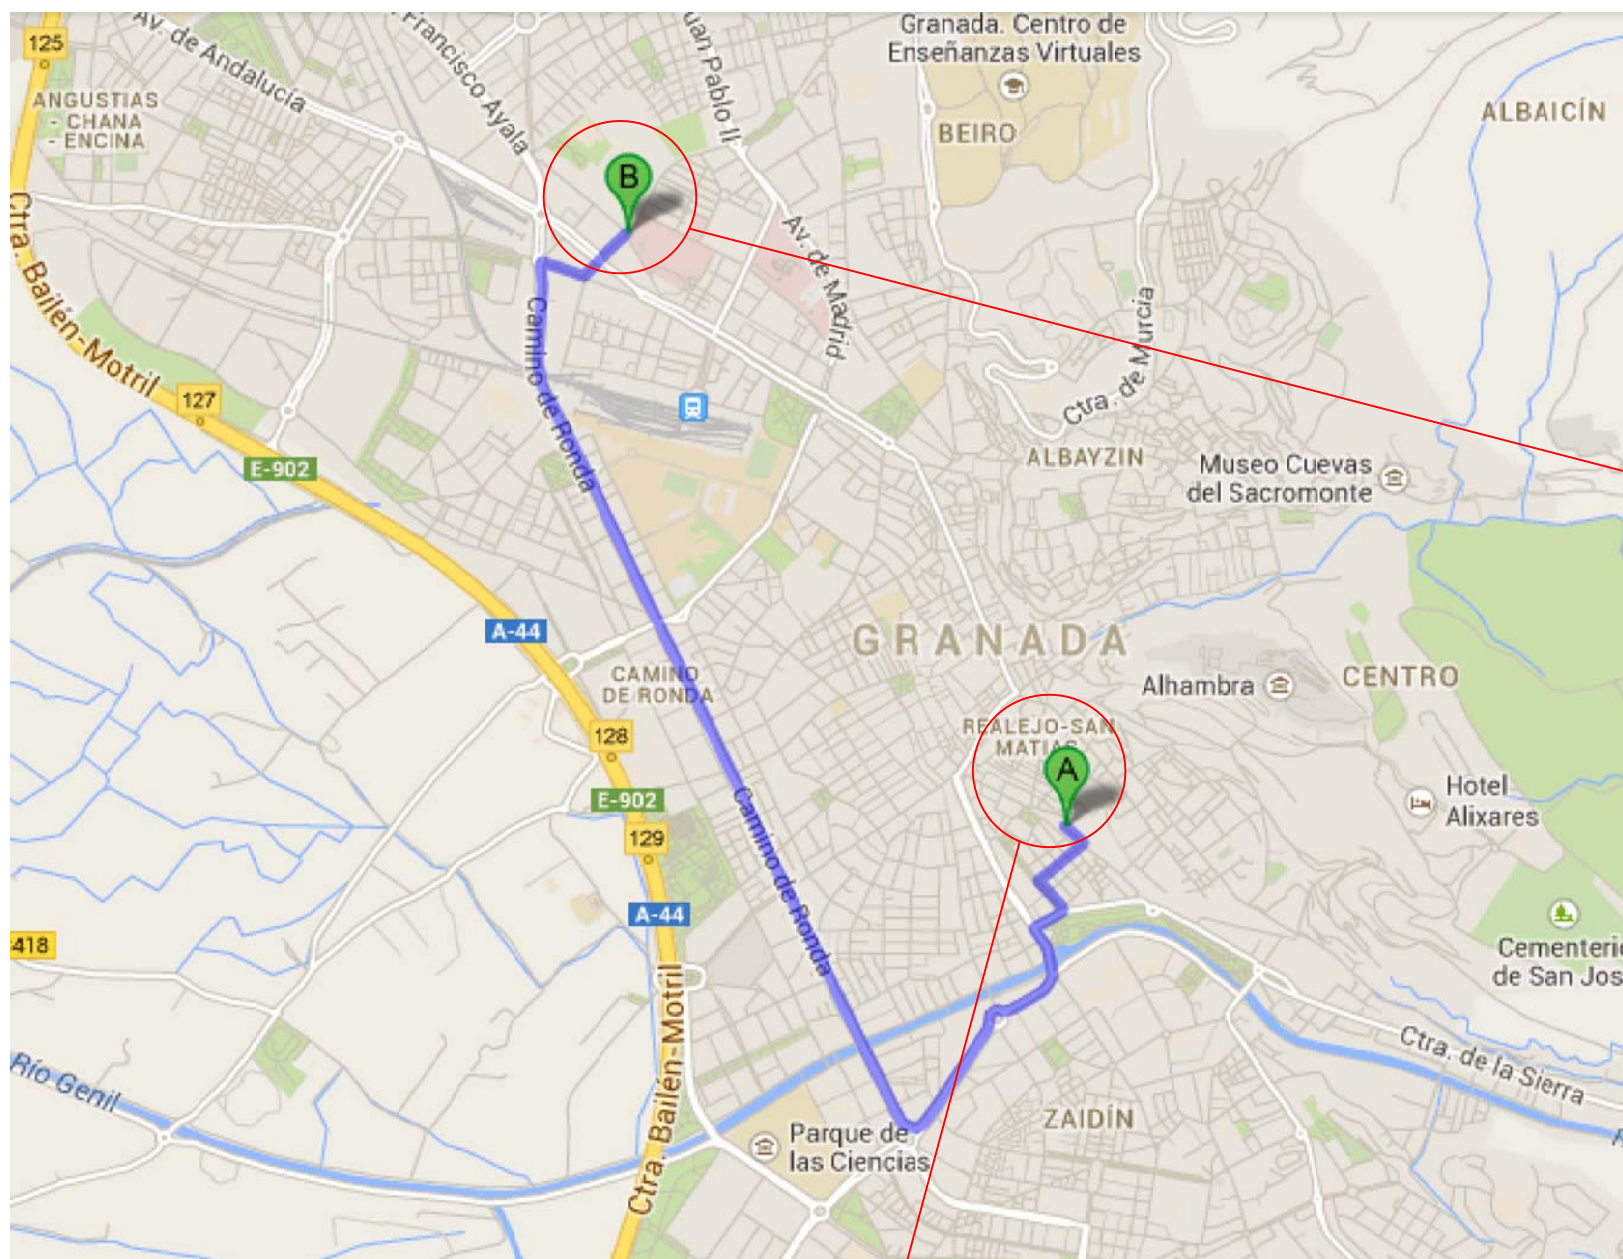 Granada. Centro de
Enseñanzas Virtuales
125
Av. de Andalucía
Francisco Ayala
uan Pablo II
ANGUSTIAS
- CHANA
- ENCINA
BEIRO
ALBAICÍN
B
Ctra. Bailén-Motril
Av. de Madrid
Camino de Ronda
Ctra. de Murcia
127
E-902
ALBAYZIN
Museo Cuevas
del Sacromonte
A-44
GRANADA
CAMINO
DE RONDA
Alhambra
CENTRO
REALEJO-SAN
MATIAS
128
A
E-902
Hotel
Alixares
129
Camino de Ronda
A-44
418
Cementerio
de San Jos
Ctra. Bailén-Motril
Río Genil
Ctra. de la Sierra
ZAIDÍN
Parque de
las Ciencias